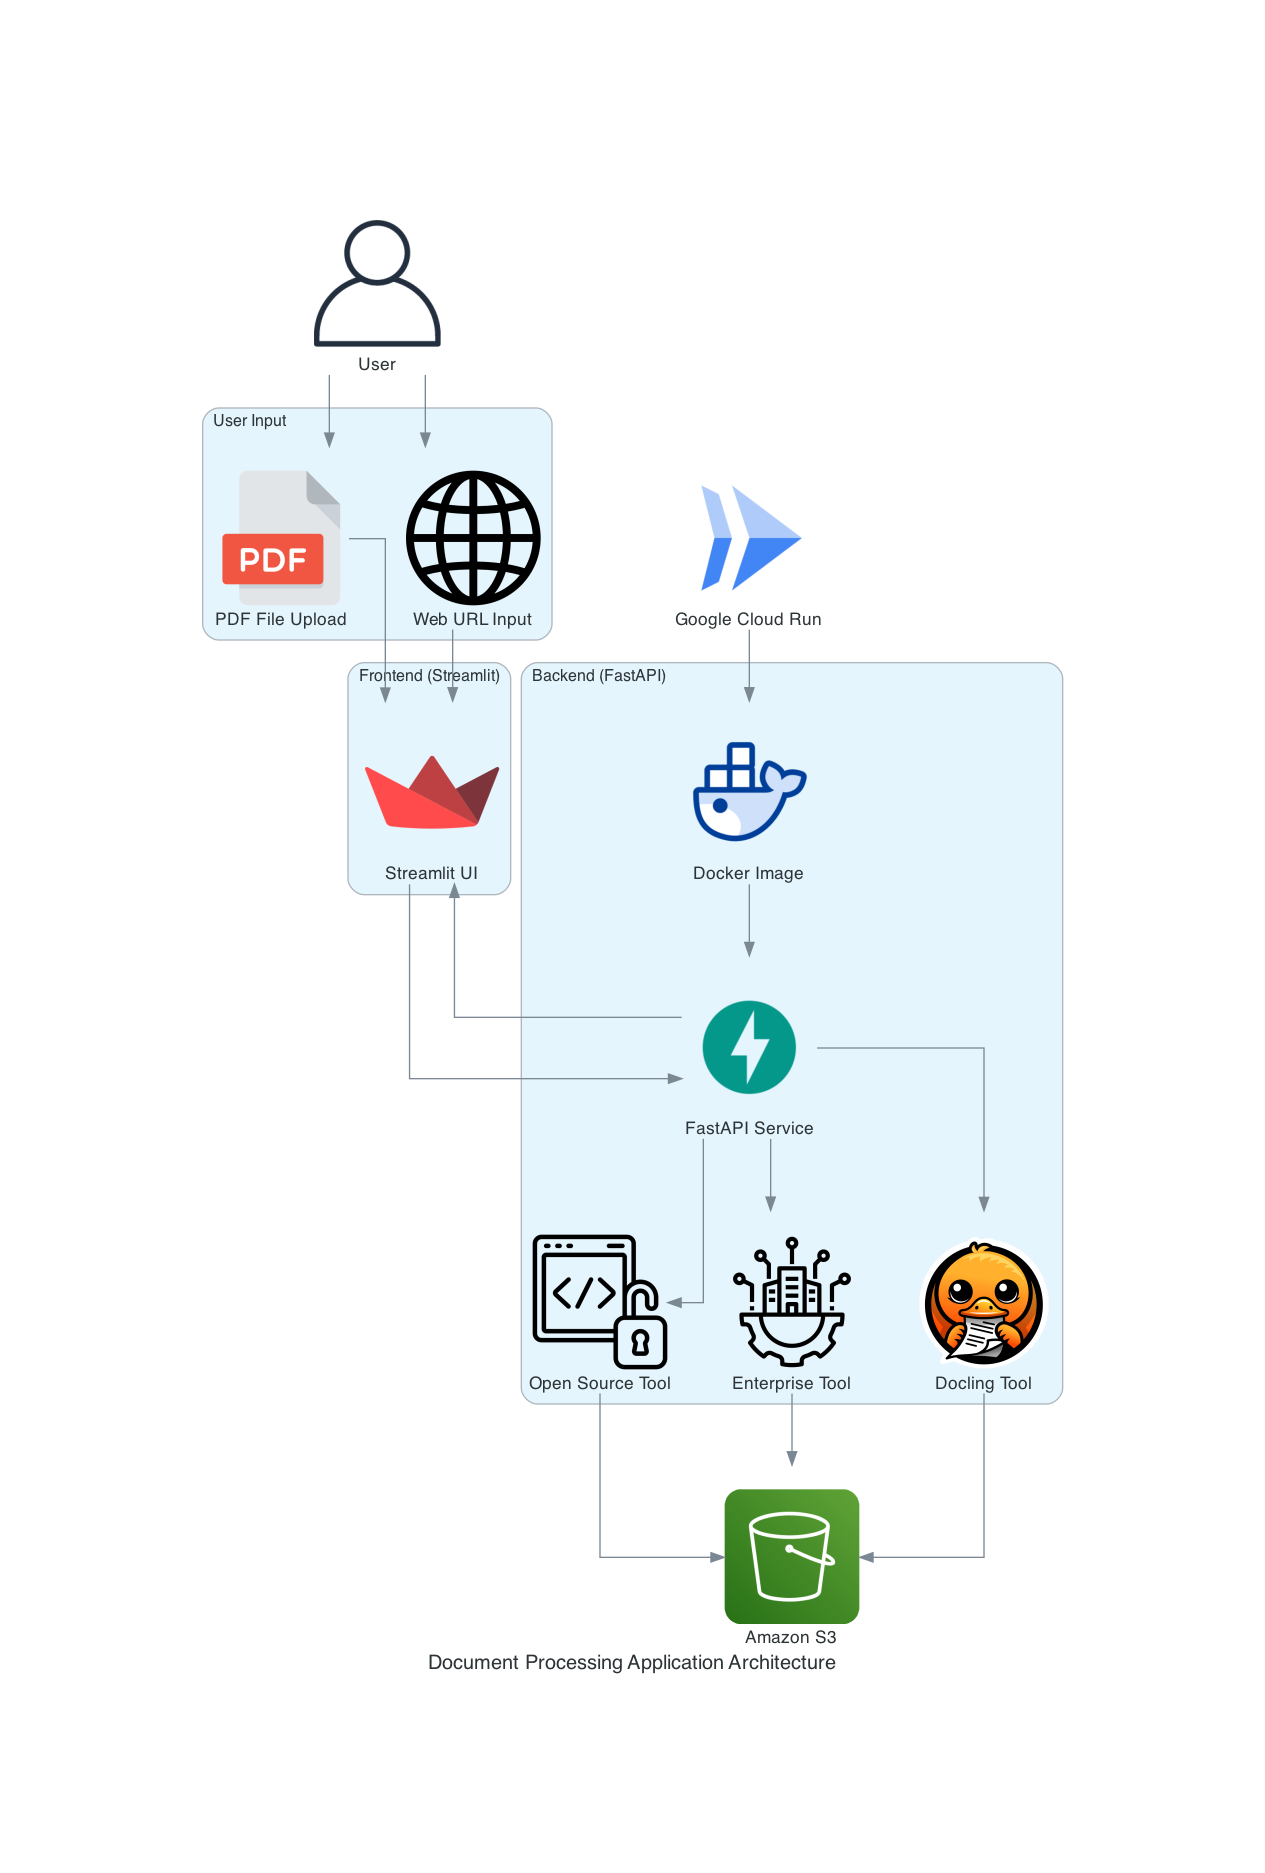 User
User Input
PDF
PDF File Upload
Web URL Input
Google Cloud Run
Frontend (Streamlit)
Backend (FastAPI)
Streamlit UI
Docker Image
FastAPI Service
Open Source Tool
Enterprise Tool
Docling Tool
Amazon S3
Document Processing Application Architecture